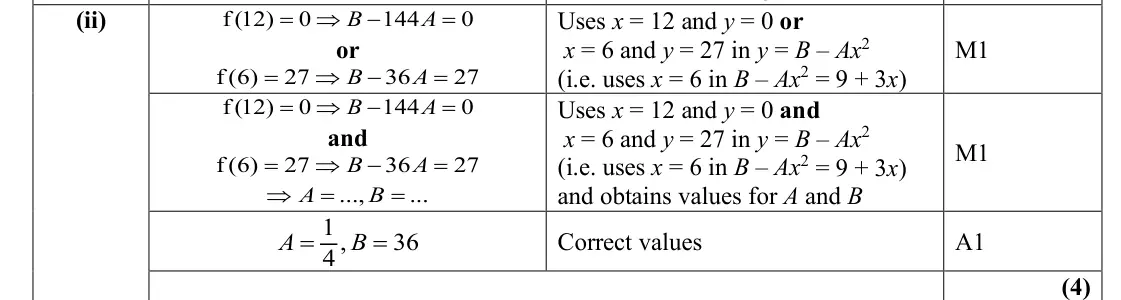 (ii)
f(12) = 0 ⇒ B − 144A = 0
or
f(6) = 27 ⇒ B − 36A = 27
Uses x = 12 and y = 0 or
x = 6 and y = 27 in y = B – Ax²
(i.e. uses x = 6 in B – Ax² = 9 + 3x)
M1
f(12) = 0 ⇒ B − 144A = 0
and
f(6) = 27 ⇒ B − 36A = 27
⇒ A = ..., B = ...
Uses x = 12 and y = 0 and
x = 6 and y = 27 in y = B – Ax²
(i.e. uses x = 6 in B – Ax² = 9 + 3x)
and obtains values for A and B
M1
A = 1/4, B = 36
Correct values
A1
(4)